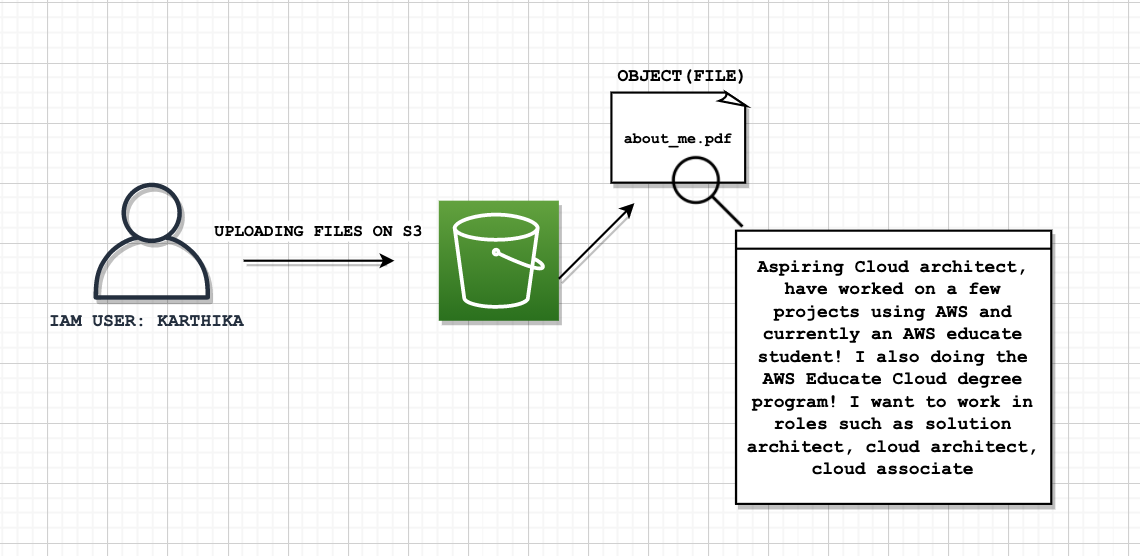 OBJECT(FILE)
about_me.pdf
UPLOADING FILES ON S3
IAM USER: KARTHIKA
Aspiring Cloud architect,
have worked on a few
projects using AWS and
currently an AWS educate
student! I also doing the
AWS Educate Cloud degree
program! I want to work in
roles such as solution
architect, cloud architect,
cloud associate